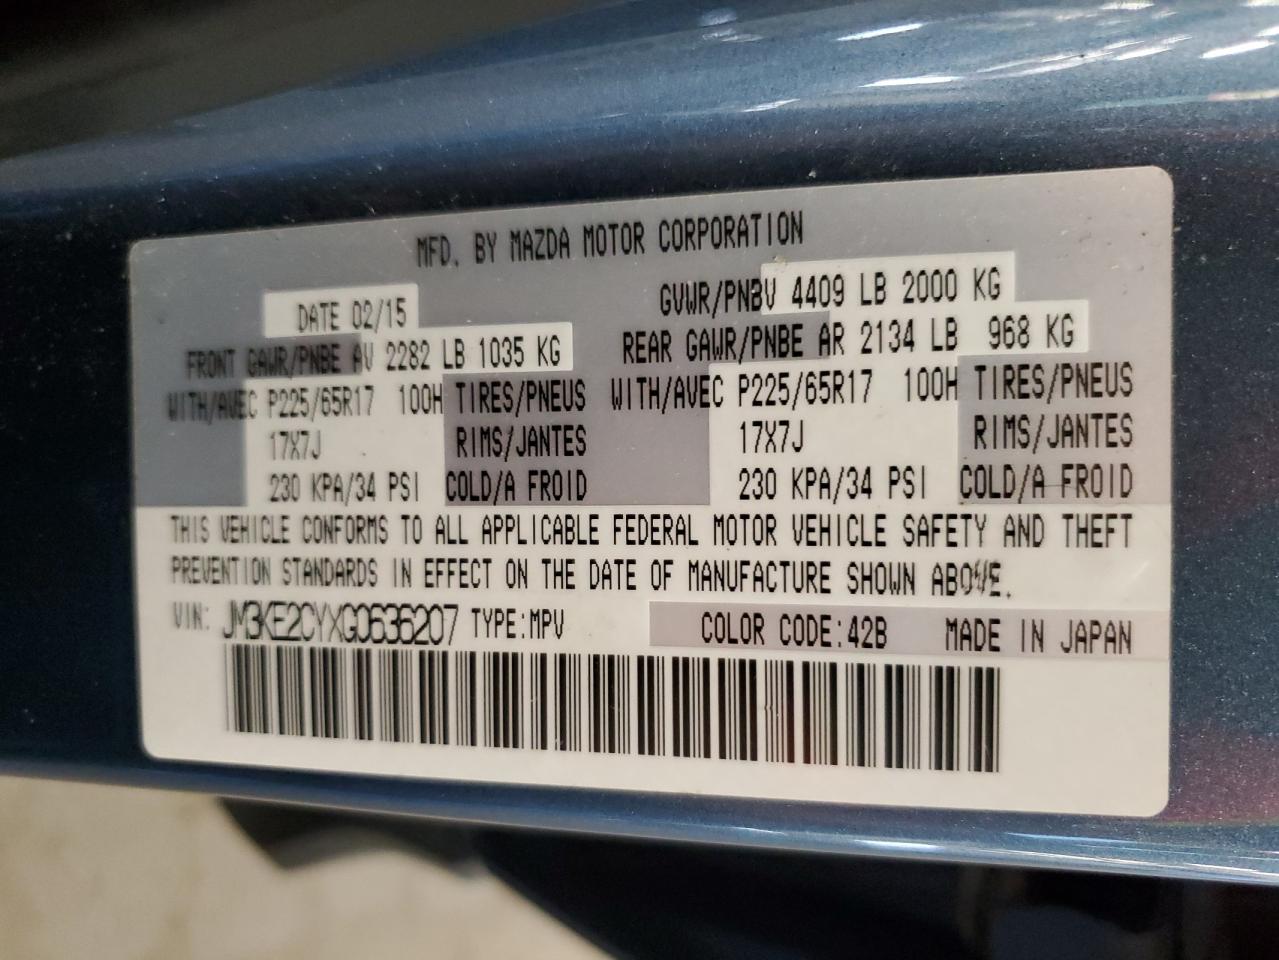 MFD. BY MAZDA MOTOR CORPORATION
DATE 02/15 GVWR/PNBV 4409 LB 2000 KG
FRONT GAWR/PNBE AV 2282 LB 1035 KG REAR GAWR/PNBE AR 2134 LB 968 KG
WITH/AVEC P225/65R17 100H TIRES/PNEUS WITH/AVEC P225/65R17 100H TIRES/PNEUS
17X7J RIMS/JANTES 17X7J RIMS/JANTES
230 KPA/34 PSI COLD/A FROID 230 KPA/34 PSI COLD/A FROID
THIS VEHICLE CONFORMS TO ALL APPLICABLE FEDERAL MOTOR VEHICLE SAFETY AND THEFT
PREVENTION STANDARDS IN EFFECT ON THE DATE OF MANUFACTURE SHOWN ABOVE.
VIN: JM3KE2CYXG0636207 TYPE:MPV COLOR CODE:42B MADE IN JAPAN